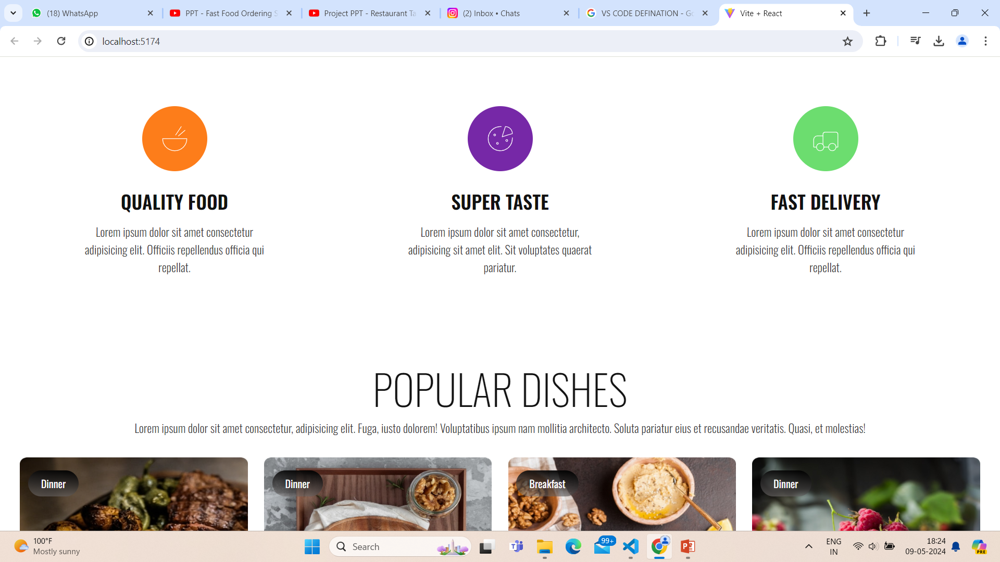 (18) WhatsApp
PPT - Fast Food Ordering S
Project PPT - Restaurant Ta
(2) Inbox • Chats
VS CODE DEFINATION - Go
Vite + React
localhost:5174
QUALITY FOOD
Lorem ipsum dolor sit amet consectetur
adipisicing elit. Officiis repellendus officia qui
repellat.
SUPER TASTE
Lorem ipsum dolor sit amet consectetur,
adipisicing sit amet elit. Sit voluptates quaerat
pariatur.
FAST DELIVERY
Lorem ipsum dolor sit amet consectetur
adipisicing elit. Officiis repellendus officia qui
repellat.
POPULAR DISHES
Lorem ipsum dolor sit amet consectetur, adipisicing elit. Fuga, iusto dolorem! Voluptatibus ipsum nam mollitia architecto. Soluta pariatur eius et recusandae veritatis. Quasi, et molestias!
Dinner
Dinner
Breakfast
Dinner
100°F
Mostly sunny
Search
99+
ENG
IN
18:24
09-05-2024
PRE